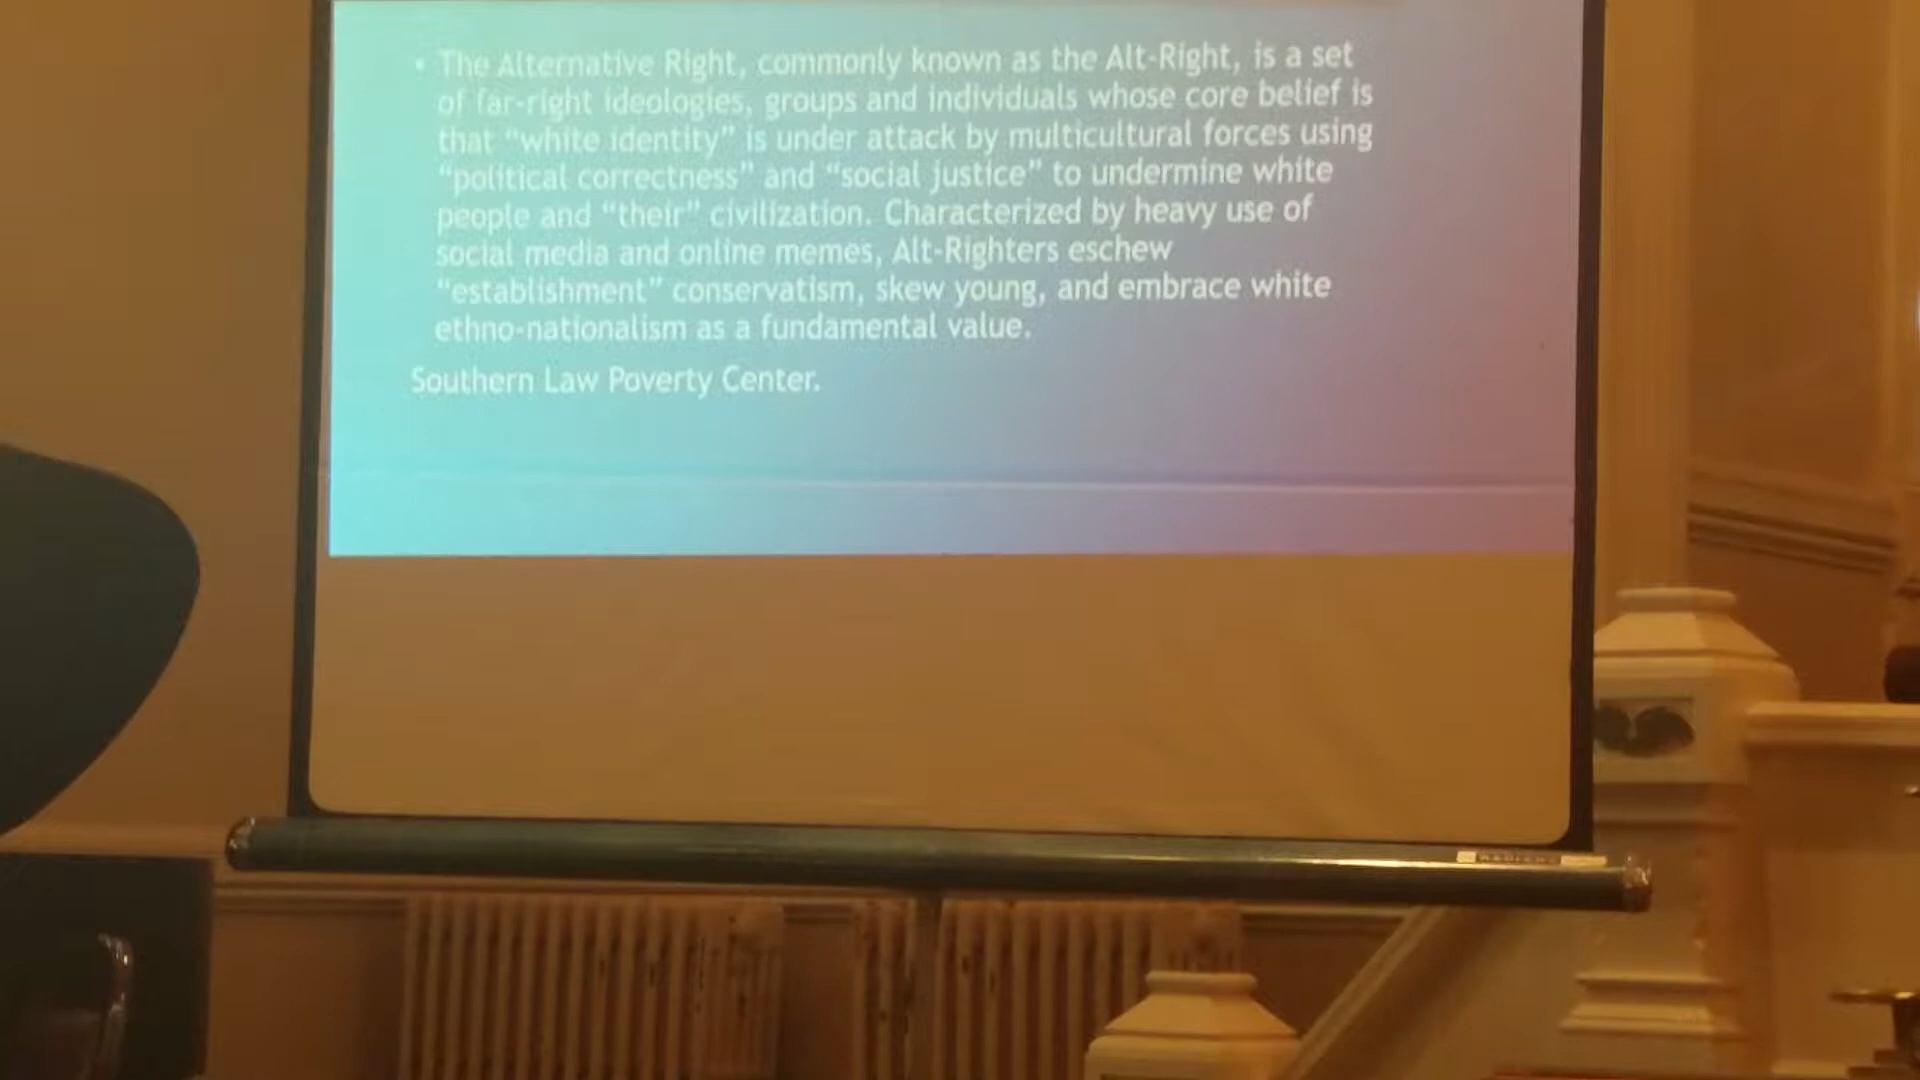 • The Alternative Right, commonly known as the Alt-Right, is a set
of far-right ideologies, groups and individuals whose core belief is
that “white identity” is under attack by multicultural forces using
“political correctness” and “social justice” to undermine white
people and “their” civilization. Characterized by heavy use of
social media and online memes, Alt-Righters eschew
“establishment” conservatism, skew young, and embrace white
ethno-nationalism as a fundamental value.
Southern Law Poverty Center.